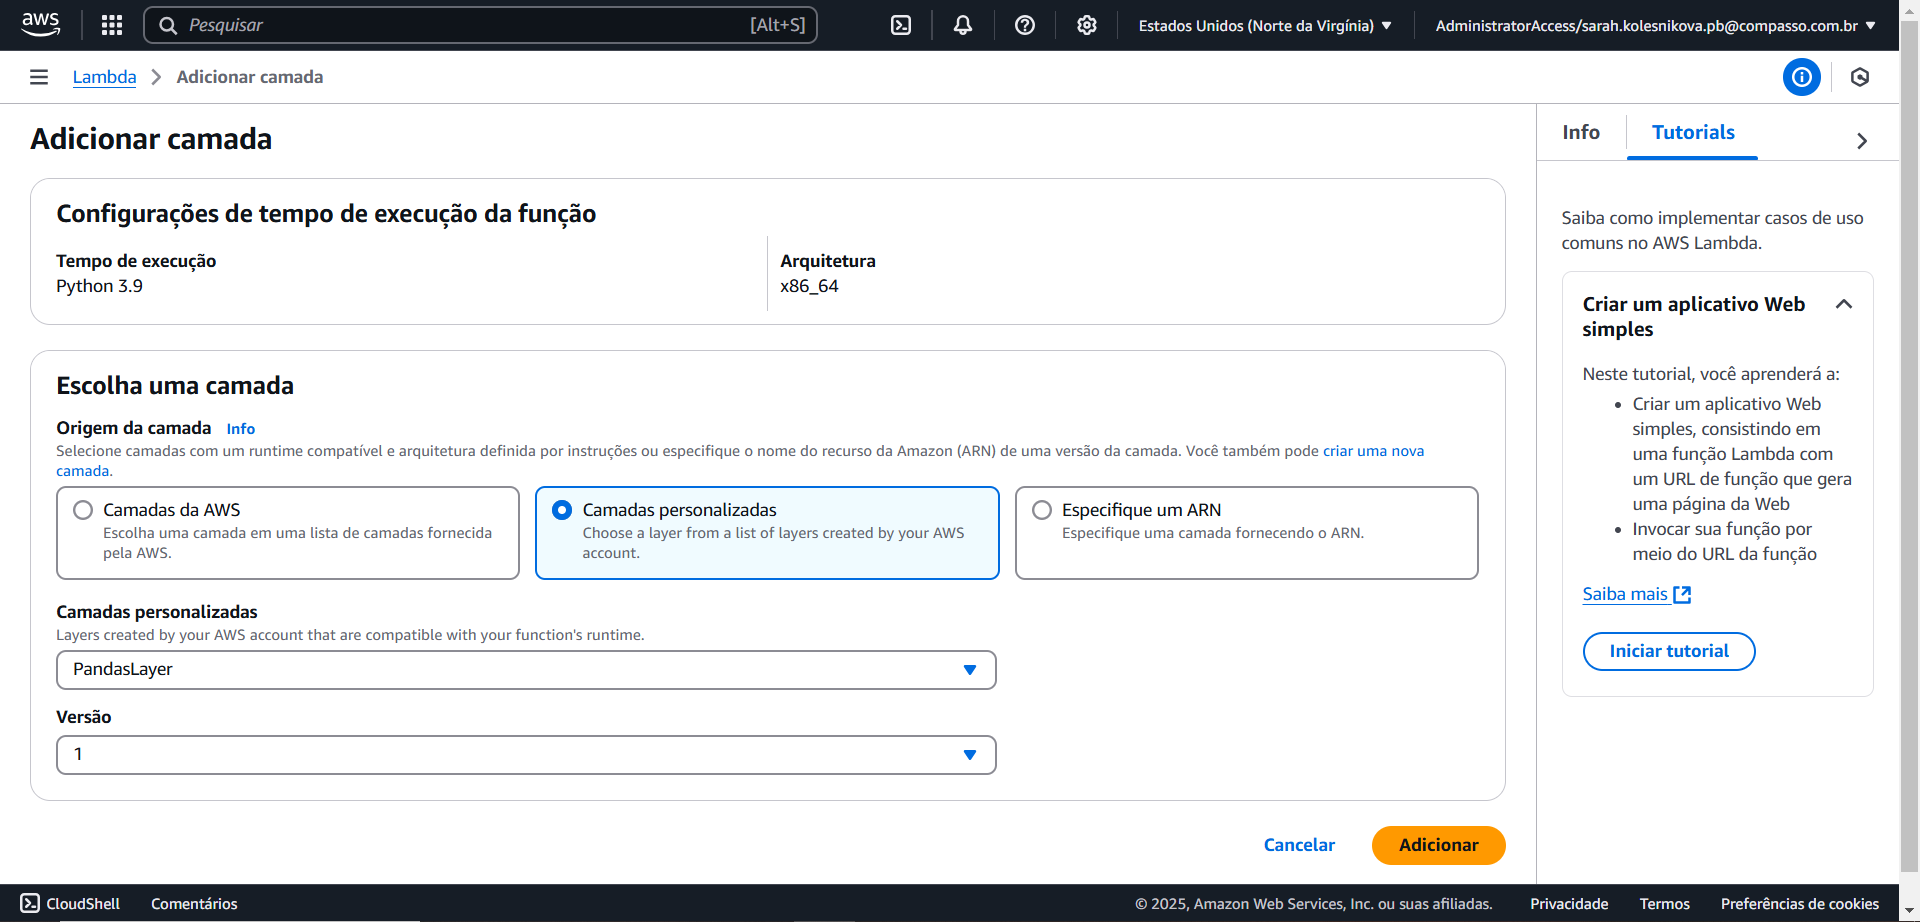 aws
Pesquisar [Alt+S]
Estados Unidos (Norte da Virgínia)
AdministratorAccess/sarah.kolesnikova.pb@compasso.com.br
Lambda
Adicionar camada
Adicionar camada
Configurações de tempo de execução da função
Tempo de execução
Python 3.9
Arquitetura
x86_64
Escolha uma camada
Origem da camada Info
Selecione camadas com um runtime compatível e arquitetura definida por instruções ou especifique o nome do recurso da Amazon (ARN) de uma versão da camada. Você também pode criar uma nova
camada.
Camadas da AWS
Escolha uma camada em uma lista de camadas fornecida
pela AWS.
Camadas personalizadas
Choose a layer from a list of layers created by your AWS
account.
Especifique um ARN
Especifique uma camada fornecendo o ARN.
Camadas personalizadas
Layers created by your AWS account that are compatible with your function's runtime.
PandasLayer
Versão
1
Cancelar
Adicionar
Info
Tutorials
Saiba como implementar casos de uso
comuns no AWS Lambda.
Criar um aplicativo Web
simples
Neste tutorial, você aprenderá a:
• Criar um aplicativo Web
simples, consistindo em
uma função Lambda com
um URL de função que gera
uma página da Web
• Invocar sua função por
meio do URL da função
Saiba mais
Iniciar tutorial
CloudShell
Comentários
© 2025, Amazon Web Services, Inc. ou suas afiliadas.
Privacidade
Termos
Preferências de cookies